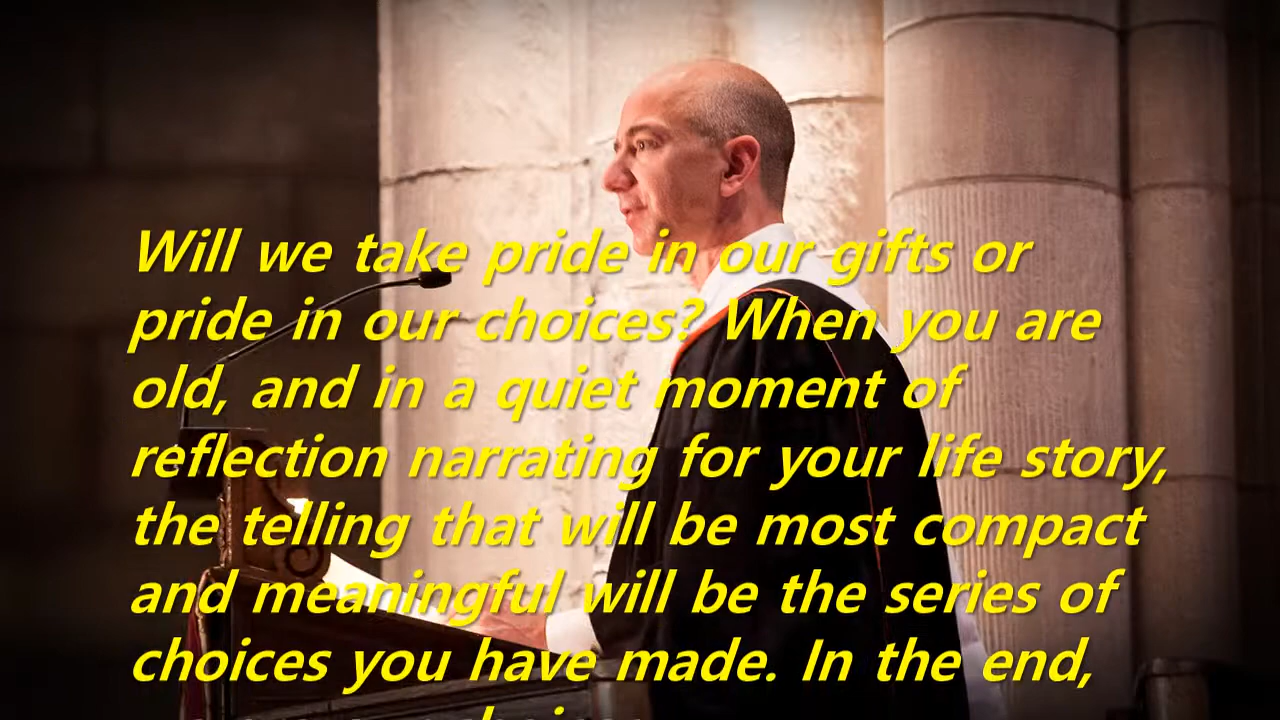 Will we take pride in our gifts or
pride in our choices? When you are
old, and in a quiet moment of
reflection narrating for your life story,
the telling that will be most compact
and meaningful will be the series of
choices you have made. In the end,